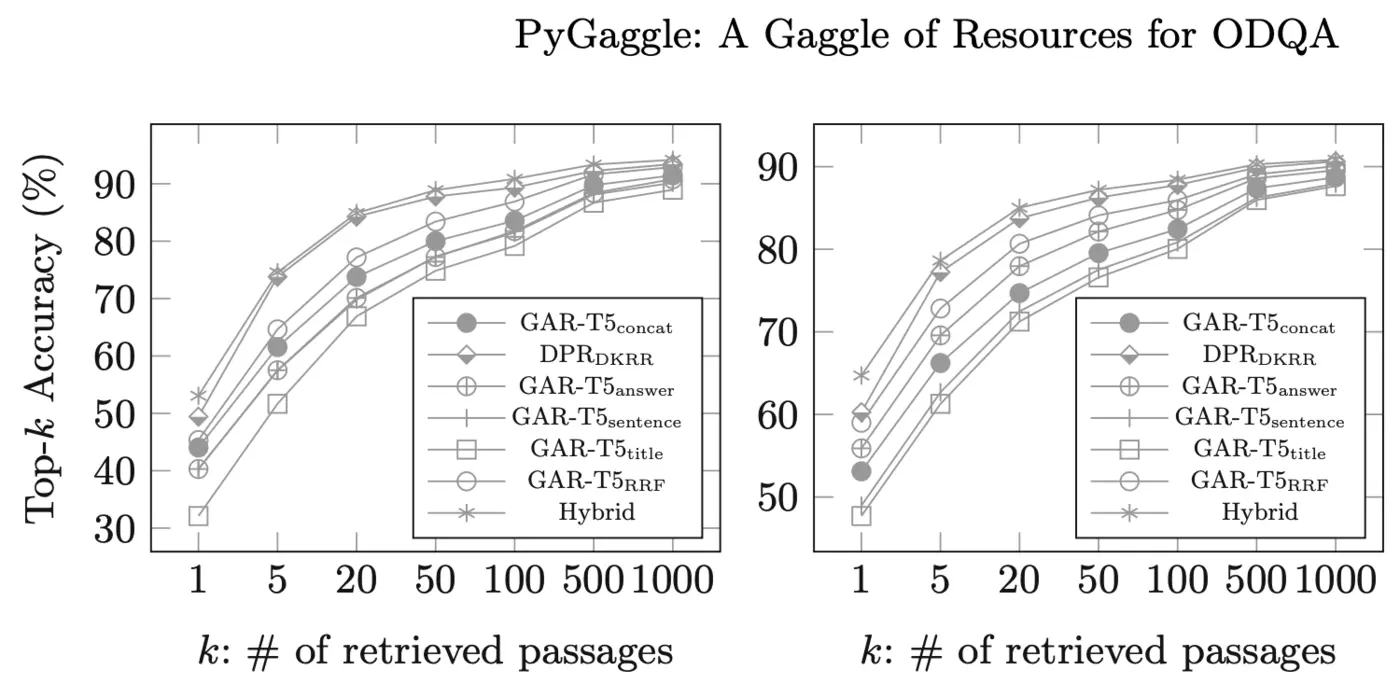 PyGaggle: A Gaggle of Resources for ODQA
Top-k Accuracy (%)
90
80
70
60
50
40
30
1 5 20 50 100 500 1000
k: # of retrieved passages
GAR-T5concat
DPRDKRR
GAR-T5answer
GAR-T5sentence
GAR-T5title
GAR-T5RRF
Hybrid
90
80
70
60
50
1 5 20 50 100 500 1000
k: # of retrieved passages
GAR-T5concat
DPRDKRR
GAR-T5answer
GAR-T5sentence
GAR-T5title
GAR-T5RRF
Hybrid